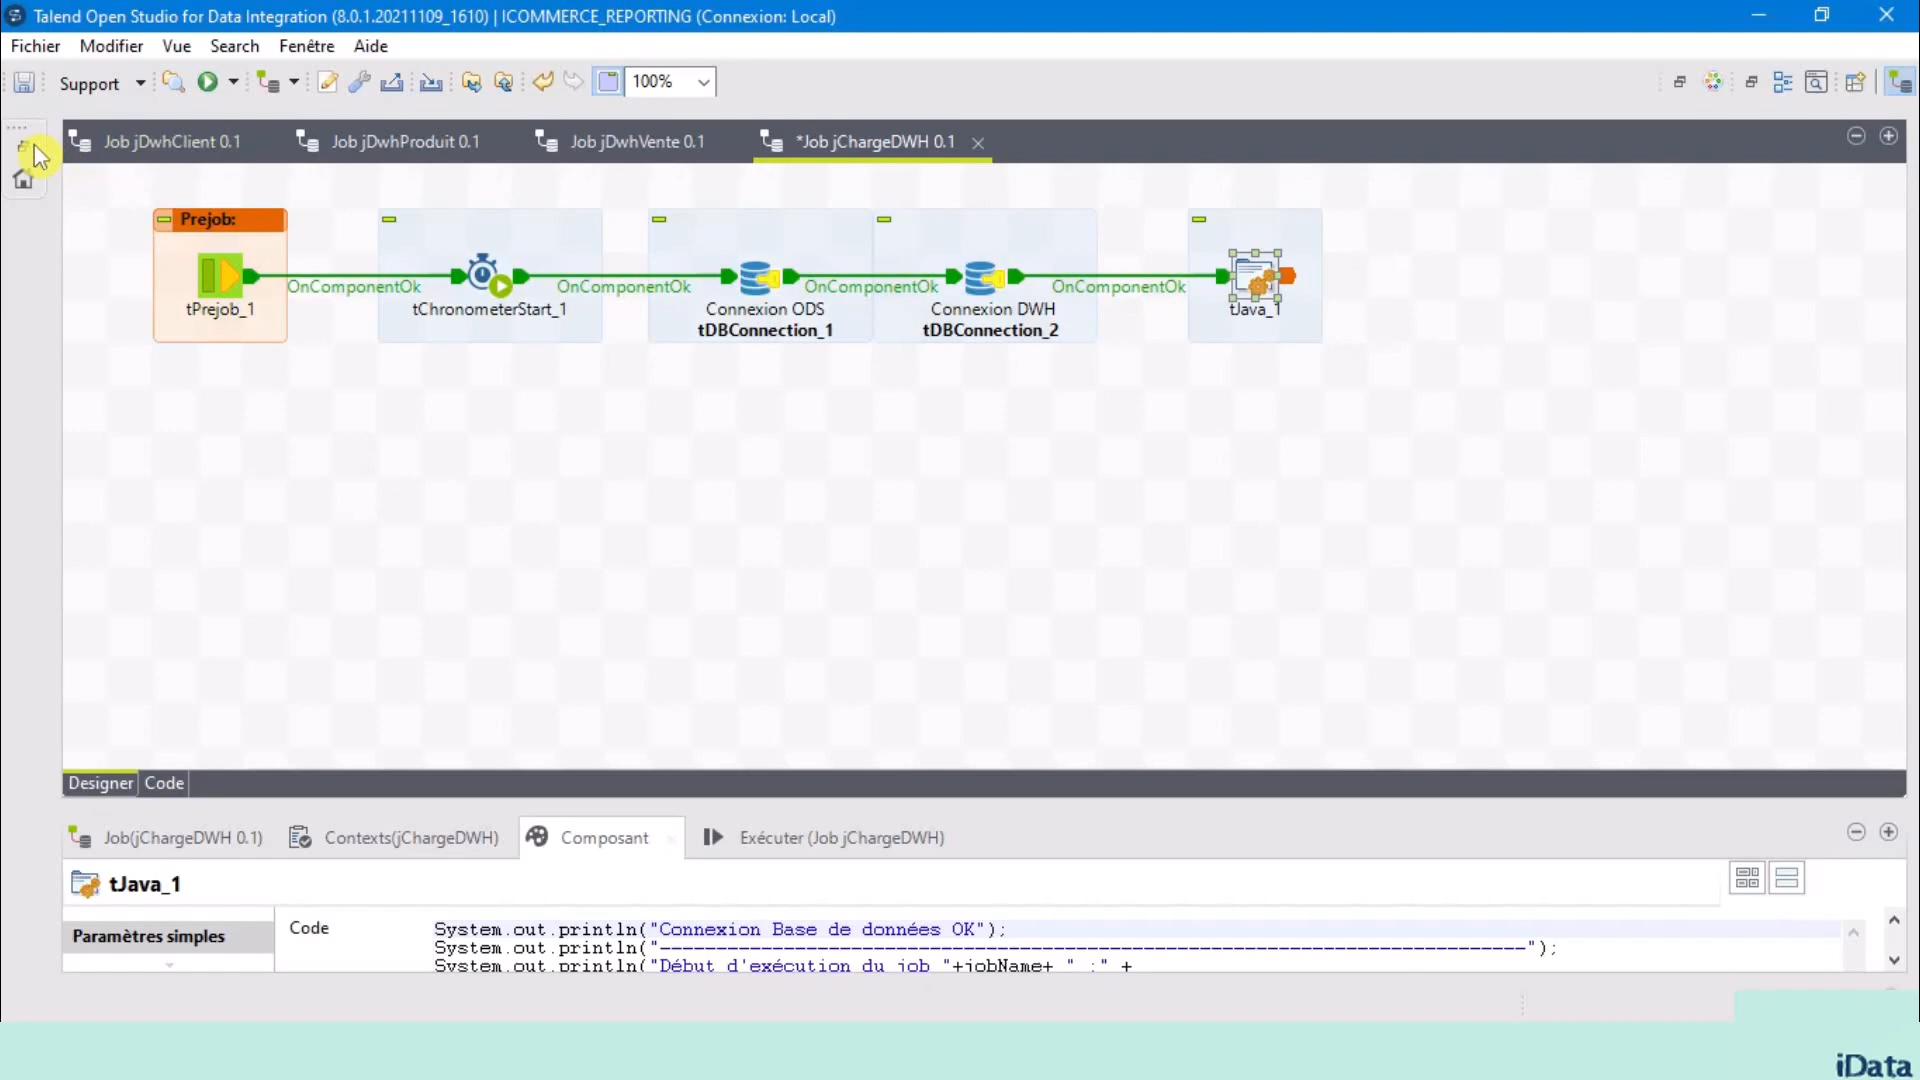 Talend Open Studio for Data Integration (8.0.1.20211109_1610) | ICOMMERCE_REPORTING (Connexion: Local)
Fichier Modifier Vue Search Fenêtre Aide
Support 100%
Job jDwhClient 0.1 Job jDwhProduit 0.1 Job jDwhVente 0.1 *Job jChargeDWH 0.1
Prejob:
OnComponentOk OnComponentOk OnComponentOk OnComponentOk
tPrejob_1 tChronometerStart_1 Connexion ODS Connexion DWH tJava_1
tDBConnection_1 tDBConnection_2
Designer Code
Job(jChargeDWH 0.1) Contexts(jChargeDWH) Composant Exécuter (Job jChargeDWH)
tJava_1
Paramètres simples
Code
System.out.println("Connexion Base de données OK");
System.out.println("-----------------------------------------------------------------------------");
System.out.println("Début d'exécution du job "+jobName+ " :" +
iData